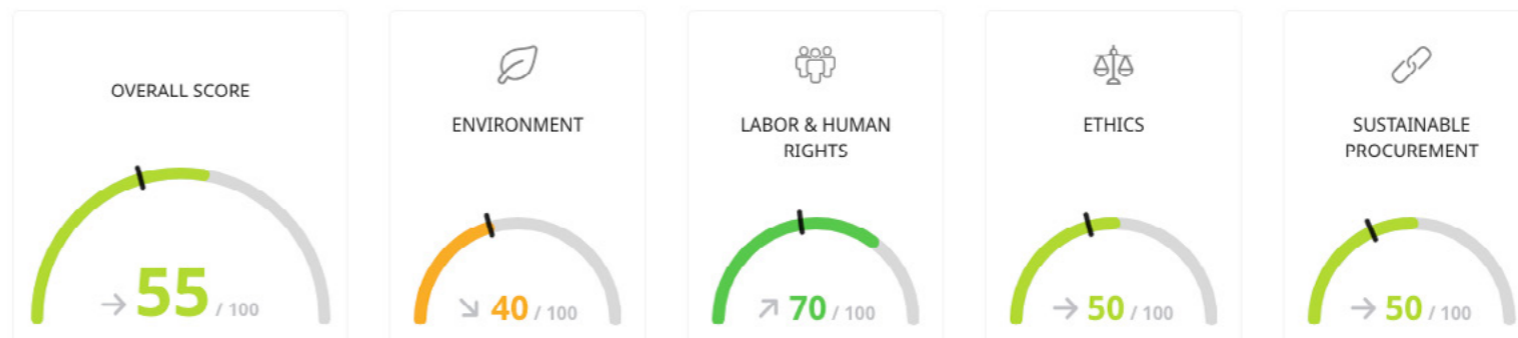 OVERALL SCORE
→ 55 / 100
ENVIRONMENT
↘ 40 / 100
LABOR & HUMAN
RIGHTS
↗ 70 / 100
ETHICS
→ 50 / 100
SUSTAINABLE
PROCUREMENT
→ 50 / 100